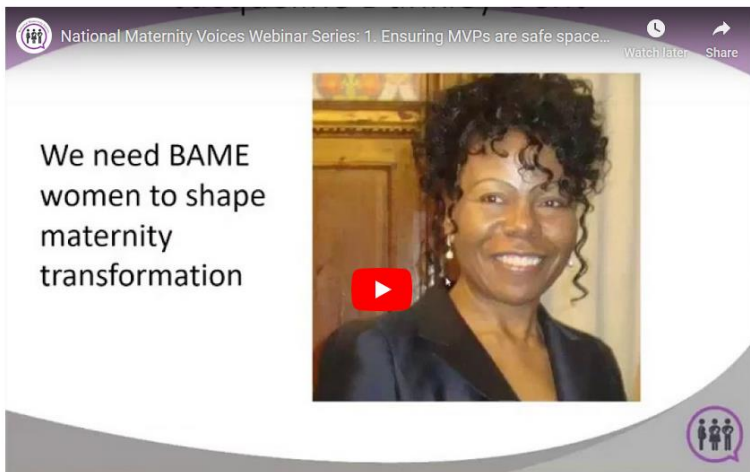 National Maternity Voices Webinar Series: 1. Ensuring MVPs are safe space...
Watch later
Share
We need BAME
women to shape
maternity
transformation